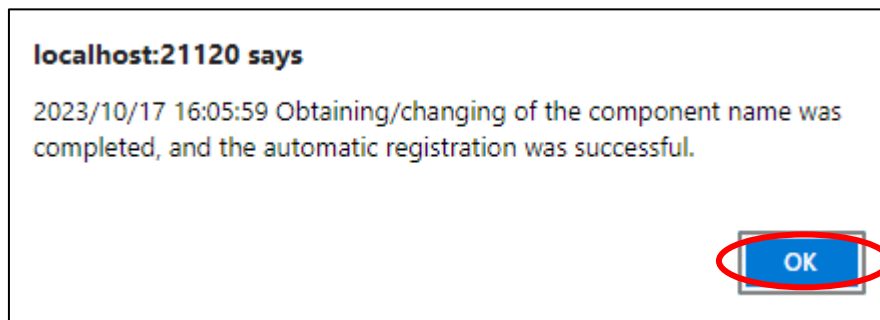 localhost:21120 says
2023/10/17 16:05:59 Obtaining/changing of the component name was
completed, and the automatic registration was successful.
OK